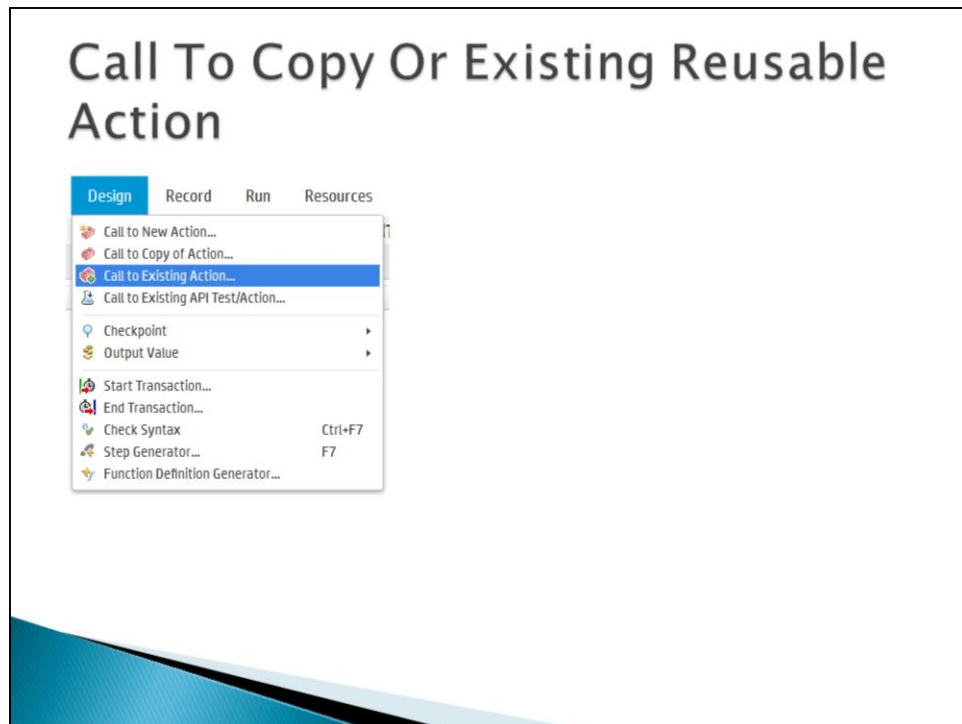 Call To Copy Or Existing Reusable
Action
Design Record Run Resources
Call to New Action...
Call to Copy of Action...
Call to Existing Action...
Call to Existing API Test/Action...
Checkpoint
Output Value
Start Transaction...
End Transaction...
Check Syntax Ctrl+F7
Step Generator... F7
Function Definition Generator...